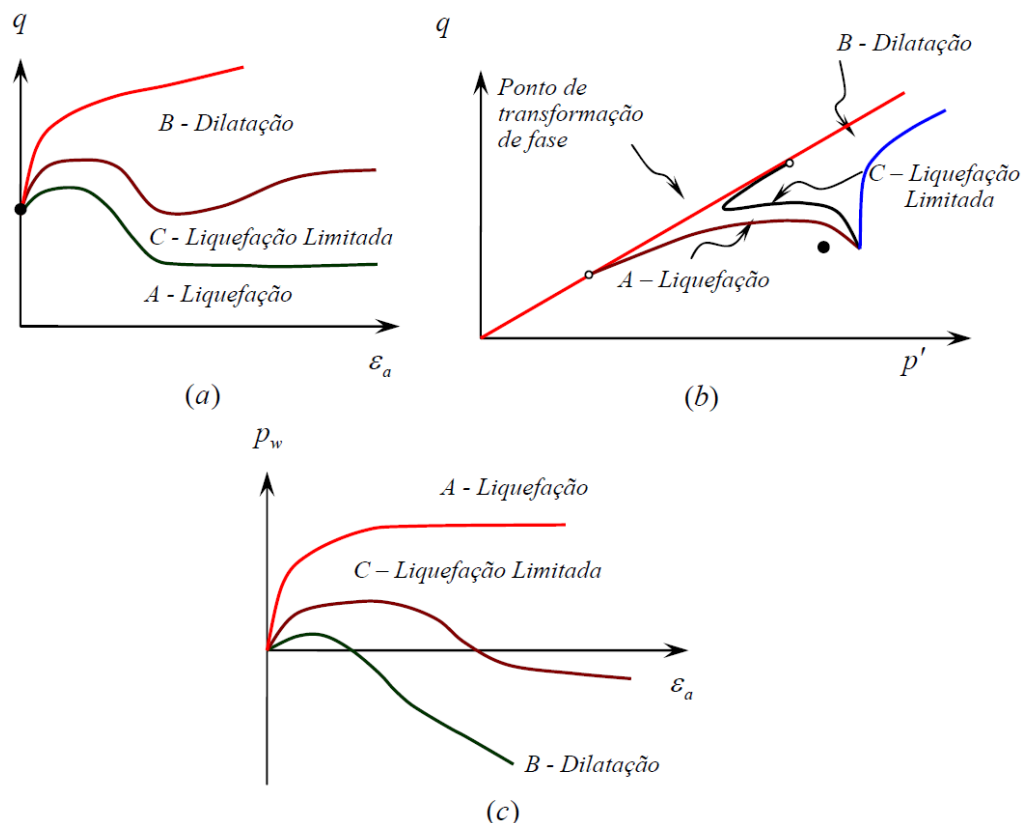 q
B - Dilatação
C - Liquefação Limitada
A - Liquefação
ε_a
(a)
q
B - Dilatação
Ponto de
transformação
de fase
C – Liquefação
Limitada
A – Liquefação
p'
(b)
p_w
A - Liquefação
C – Liquefação Limitada
ε_a
B - Dilatação
(c)